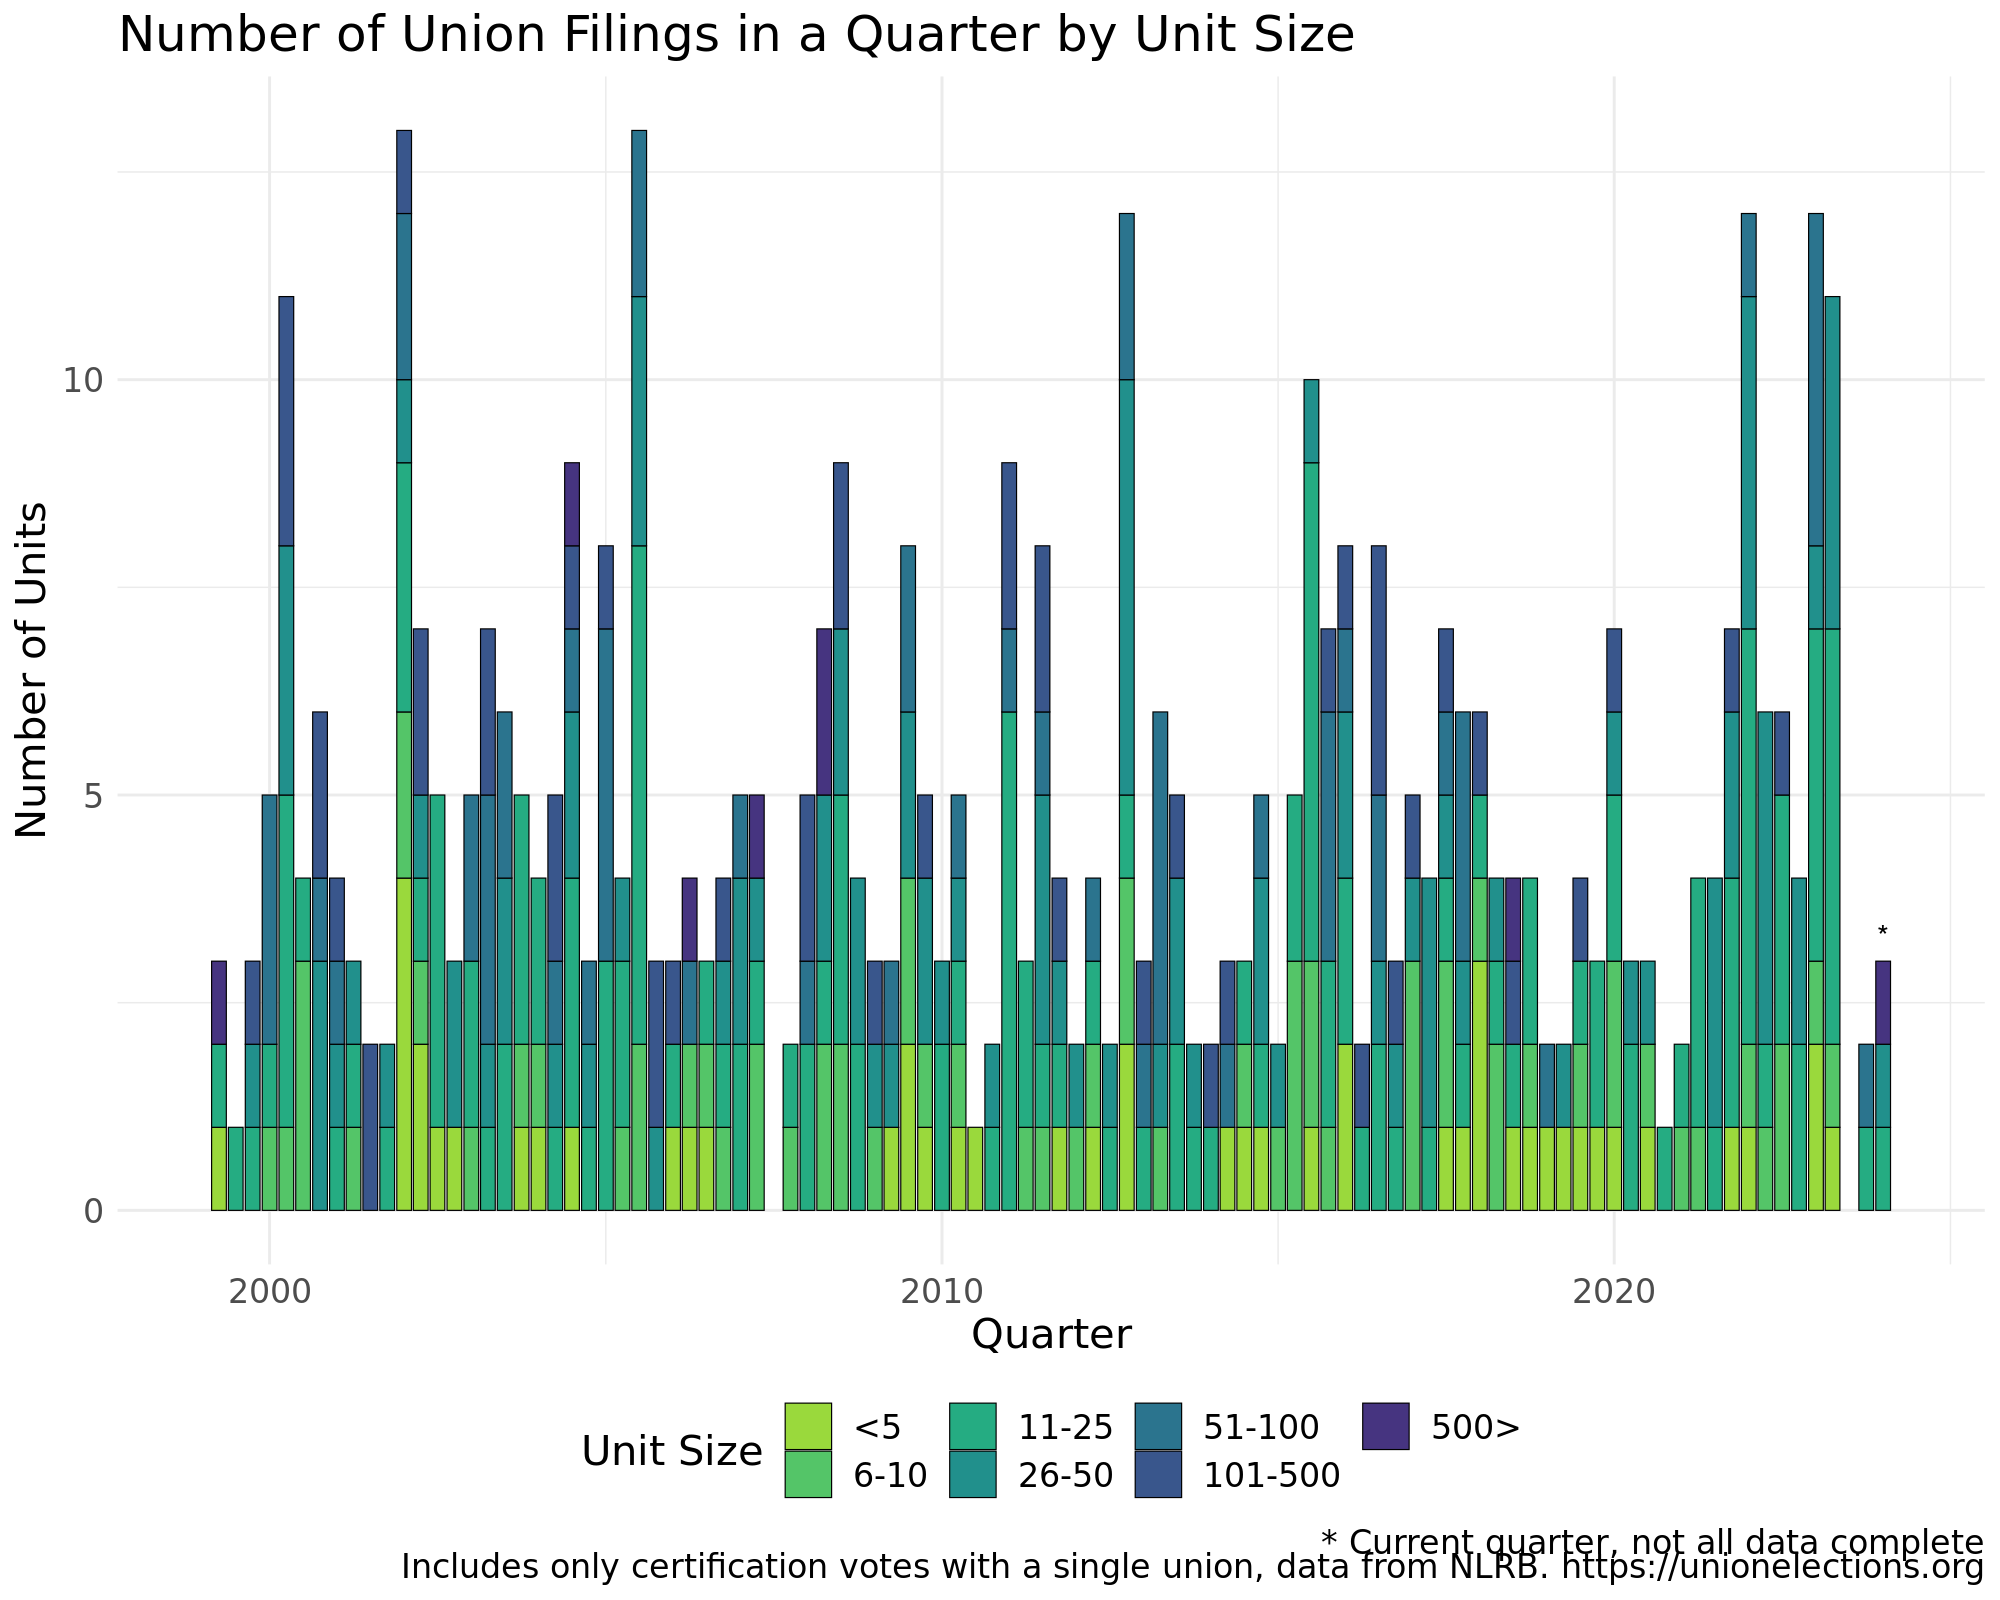 Number of Union Filings in a Quarter by Unit Size
Number of Units
10
5
0
*
2000 2010 2020
Quarter
Unit Size
<5 11-25 51-100 500>
6-10 26-50 101-500
* Current quarter, not all data complete
Includes only certification votes with a single union, data from NLRB. https://unionelections.org